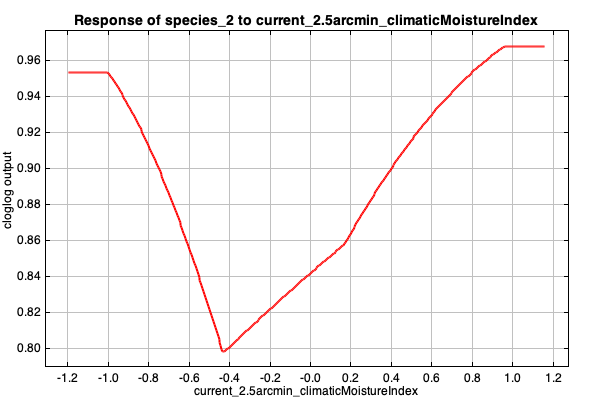 Response of species_2 to current_2.5arcmin_climaticMoistureIndex
0.96
0.94
0.92
0.90
0.88
0.86
0.84
0.82
0.80
cloglog output
-1.2 -1.0 -0.8 -0.6 -0.4 -0.2 -0.0 0.2 0.4 0.6 0.8 1.0 1.2
current_2.5arcmin_climaticMoistureIndex